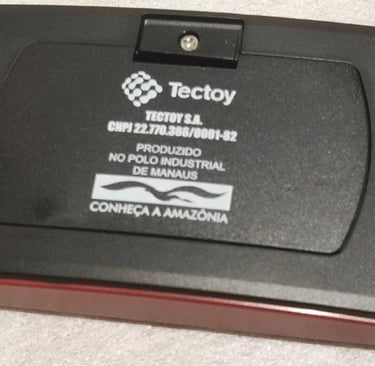 Tectoy
TECTOY S.A.
CNPJ 22.770.366/0001-82
PRODUZIDO
NO POLO INDUSTRIAL
DE MANAUS
CONHEÇA A AMAZÔNIA